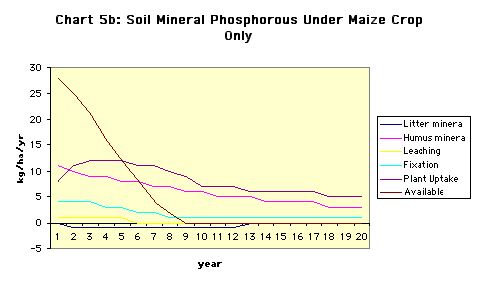 Chart 5b: Soil Mineral Phosphorous Under Maize Crop
Only
30
25
20
15
10
5
0
-5
kg/ha/yr
1 2 3 4 5 6 7 8 9 10 11 12 13 14 15 16 17 18 19 20
year
Litter minera
Humus minera
Leaching
Fixation
Plant Uptake
Available